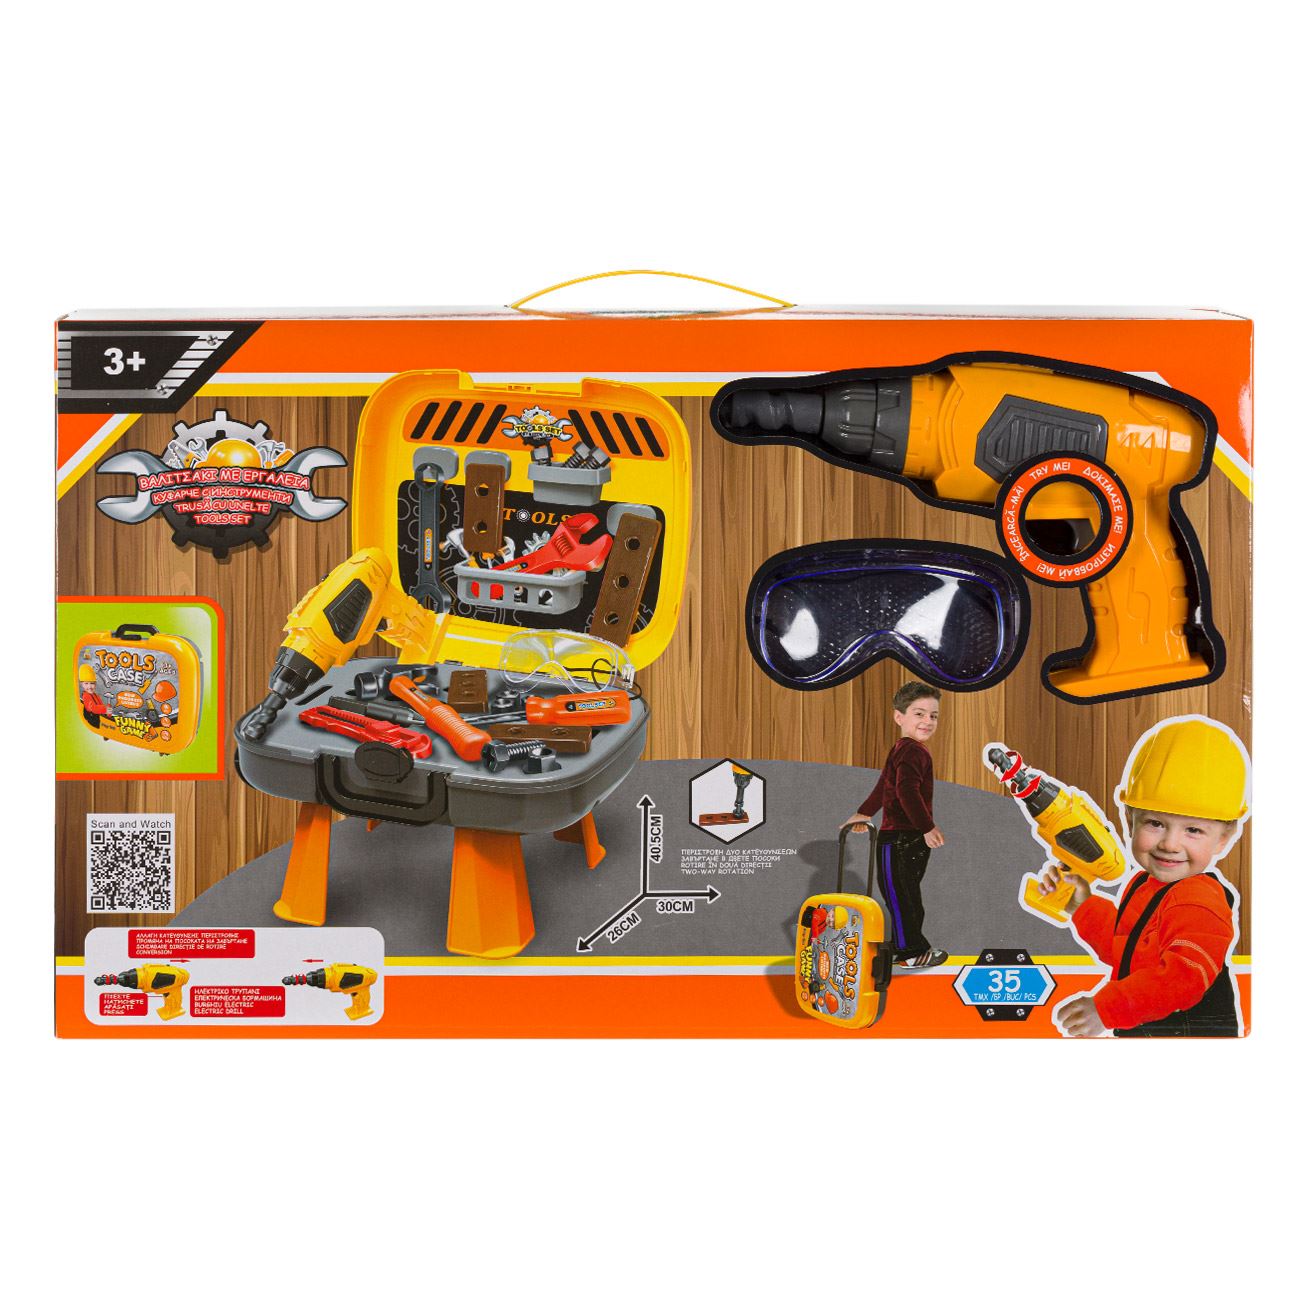 3+
ΒΑΛΙΤΣΑΚΙ ΜΕ ΕΡΓΑΛΕΙΑ
КУФАРЧЕ С ИНСТРУМЕНТИ
TRUSĂ CU UNELTE
TOOLS SET
TOOLS SET
TOOLS
TRY ME! ΔΟΚΙΜΑΣΕ ΜΕ! ИЗПРОБВАЙ МЕ! ÎNCEARCĂ-MĂ!
TOOLS
CASE
FUNNY
GAME
Scan and Watch
40.5CM
30CM
26CM
ΠΕΡΙΣΤΡΟΦΗ ΔΥΟ ΚΑΤΕΥΘΥΝΣΕΩΝ
ЗАВЪРТАНЕ В ДВЕТЕ ПОСОКИ
ROTIRE ÎN DOUĂ DIRECȚII
TWO-WAY ROTATION
TOOLS
CASE
FUNNY
GAME
ΑΛΛΑΓΗ ΚΑΤΕΥΘΥΝΣΗΣ ΠΕΡΙΣΤΡΟΦΗΣ
ПРОМЯНА НА ПОСОКАТА НА ЗАВЪРТАНЕ
SCHIMBARE DIRECȚIE DE ROTIRE
CONVERSION
ΠΙΕΣΤΕ
НАТИСНЕТЕ
APĂSAȚI
PRESS
ΗΛΕΚΤΡΙΚΟ ΤΡΥΠΑΝΙ
ЕЛЕКТРИЧЕСКА БОРМАШИНА
BURGHIU ELECTRIC
ELECTRIC DRILL
35
ΤΜΧ /БР /BUC/ PCS